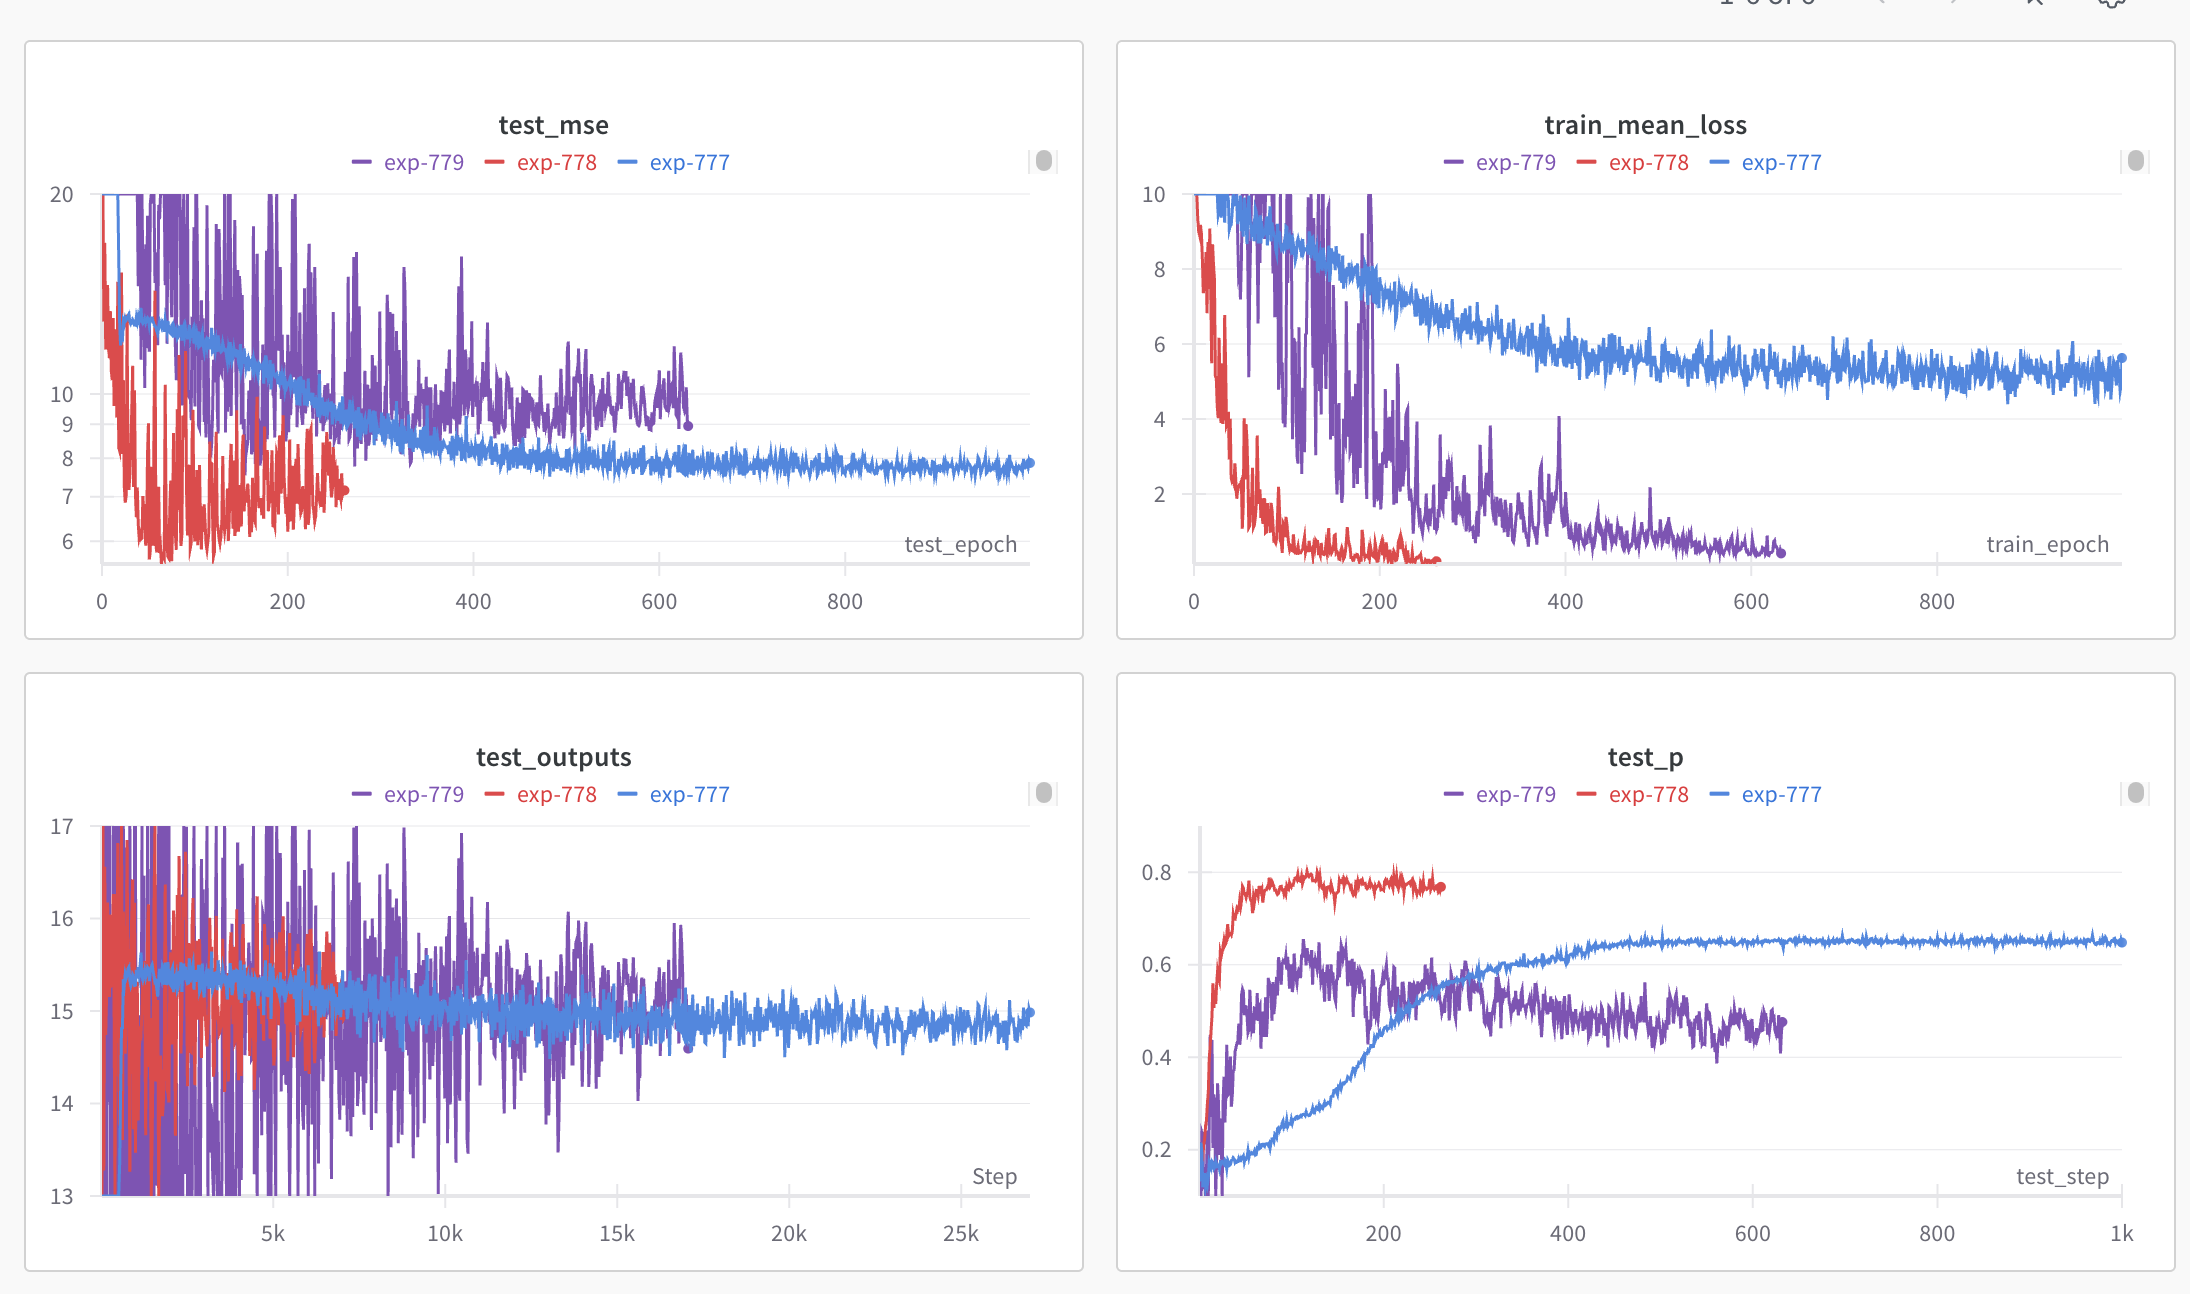 test_mse
exp-779 exp-778 exp-777
20
10
9
8
7
6
test_epoch
0 200 400 600 800
train_mean_loss
exp-779 exp-778 exp-777
10
8
6
4
2
train_epoch
0 200 400 600 800
test_outputs
exp-779 exp-778 exp-777
17
16
15
14
13
Step
5k 10k 15k 20k 25k
test_p
exp-779 exp-778 exp-777
0.8
0.6
0.4
0.2
test_step
200 400 600 800 1k